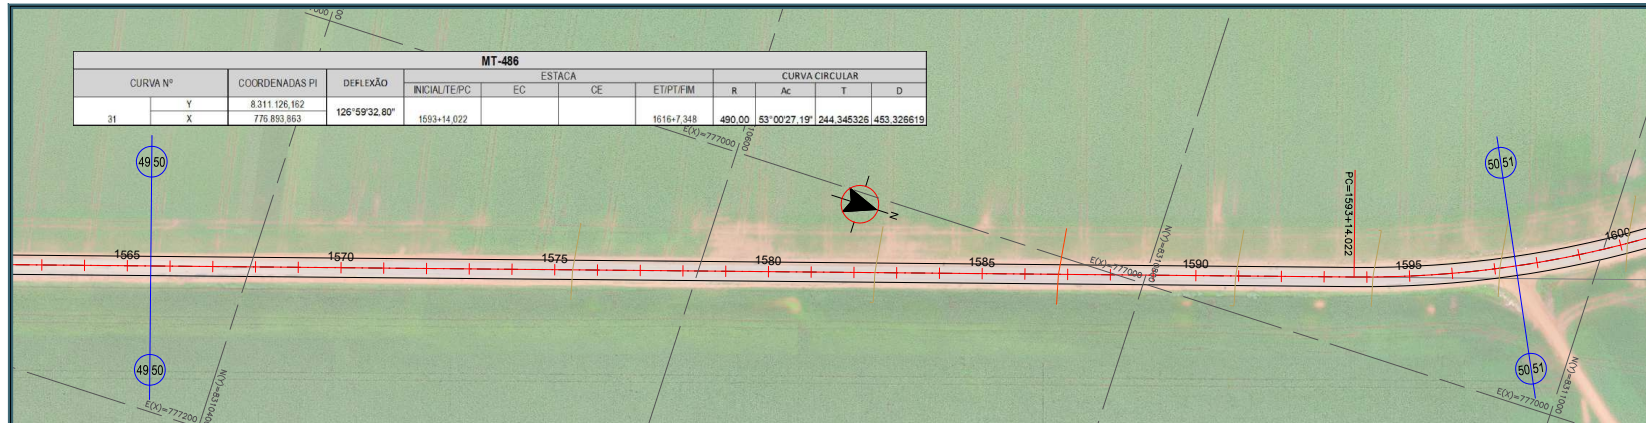 MT-486
CURVA Nº COORDENADAS PI DEFLEXÃO ESTACA CURVA CIRCULAR
INICIAL/TE/PC EC CE ET/PT/FIM R Ac T D
31 Y 8.311.126,162 126°59'32,80"
X 776.893,863 1593+14,022 1616+7,348 490,00 53°00'27,19" 244,345326 453,326619
E(X)=777000
N
PC=1593+14.022
49 50
50 51
1565
1570
1575
1580
1585
1590
1595
1600
E(X)=777000
N(Y)=8310800
49 50
50 51
E(X)=777200
E(X)=777000
N(Y)=8311000